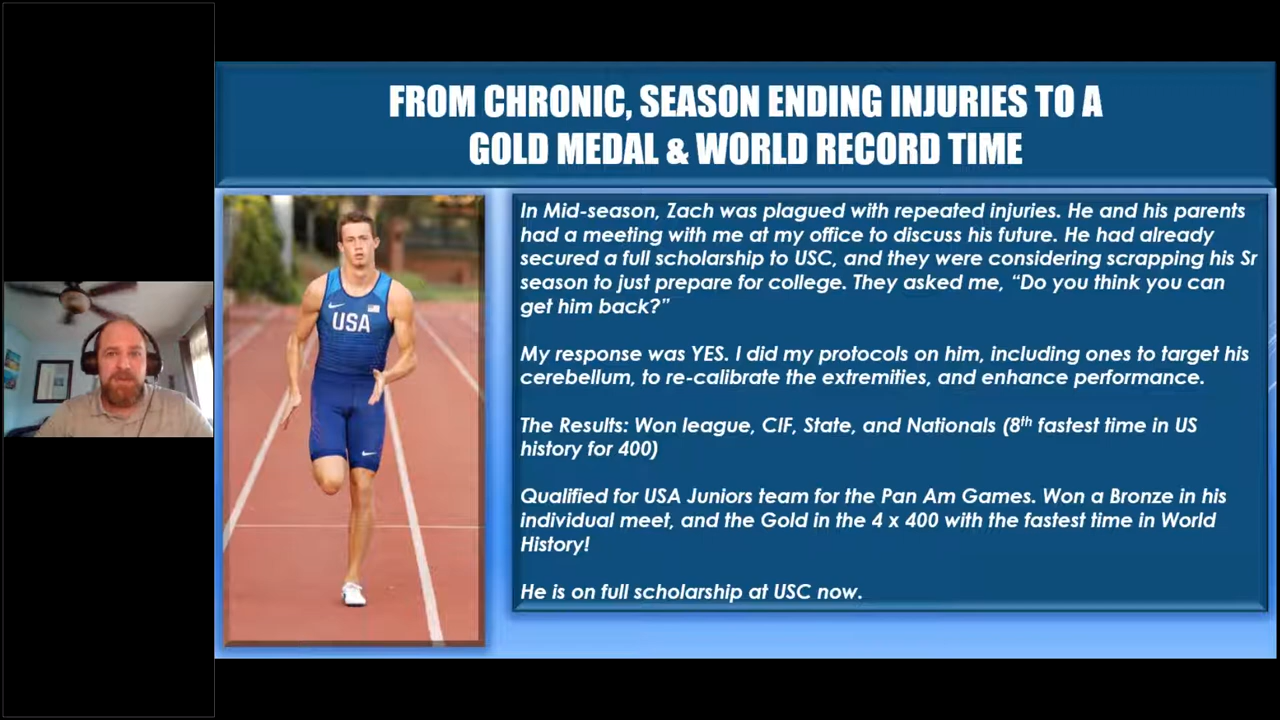 FROM CHRONIC, SEASON ENDING INJURIES TO A
GOLD MEDAL & WORLD RECORD TIME
USA
In Mid-season, Zach was plagued with repeated injuries. He and his parents
had a meeting with me at my office to discuss his future. He had already
secured a full scholarship to USC, and they were considering scrapping his Sr
season to just prepare for college. They asked me, “Do you think you can
get him back?”
My response was YES. I did my protocols on him, including ones to target his
cerebellum, to re-calibrate the extremities, and enhance performance.
The Results: Won league, CIF, State, and Nationals (8th fastest time in US
history for 400)
Qualified for USA Juniors team for the Pan Am Games. Won a Bronze in his
individual meet, and the Gold in the 4 x 400 with the fastest time in World
History!
He is on full scholarship at USC now.